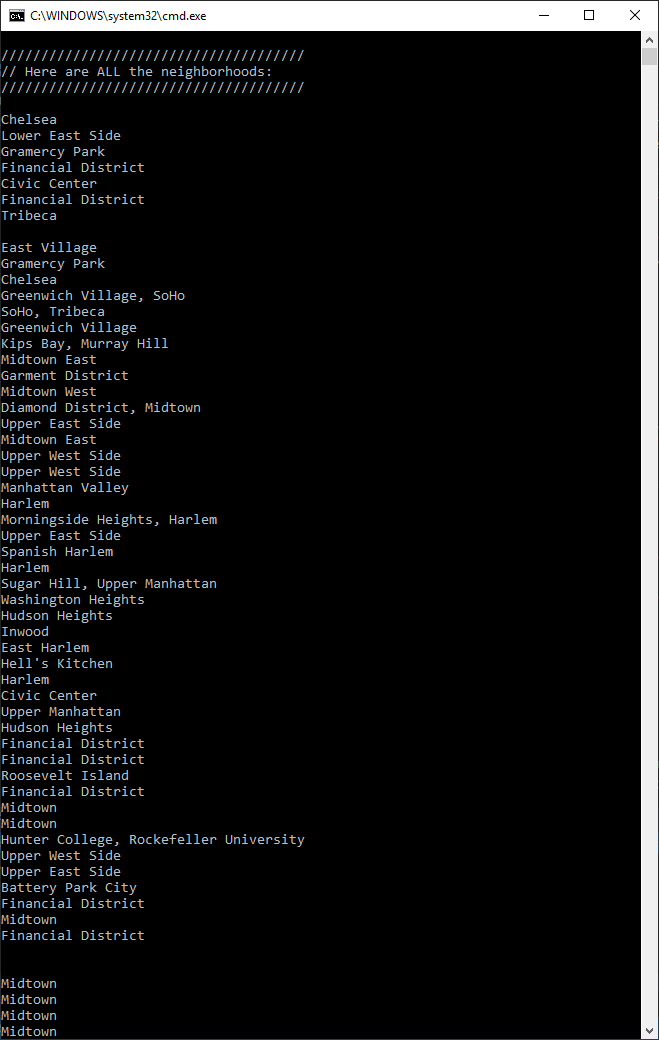 C:\WINDOWS\system32\cmd.exe
//////////////////////////////////////
// Here are ALL the neighborhoods:
//////////////////////////////////////
Chelsea
Lower East Side
Gramercy Park
Financial District
Civic Center
Financial District
Tribeca
East Village
Gramercy Park
Chelsea
Greenwich Village, SoHo
SoHo, Tribeca
Greenwich Village
Kips Bay, Murray Hill
Midtown East
Garment District
Midtown West
Diamond District, Midtown
Upper East Side
Midtown East
Upper West Side
Upper West Side
Manhattan Valley
Harlem
Morningside Heights, Harlem
Upper East Side
Spanish Harlem
Harlem
Sugar Hill, Upper Manhattan
Washington Heights
Hudson Heights
Inwood
East Harlem
Hell's Kitchen
Harlem
Civic Center
Upper Manhattan
Hudson Heights
Financial District
Financial District
Roosevelt Island
Financial District
Midtown
Midtown
Hunter College, Rockefeller University
Upper West Side
Upper East Side
Battery Park City
Financial District
Midtown
Financial District
Midtown
Midtown
Midtown
Midtown